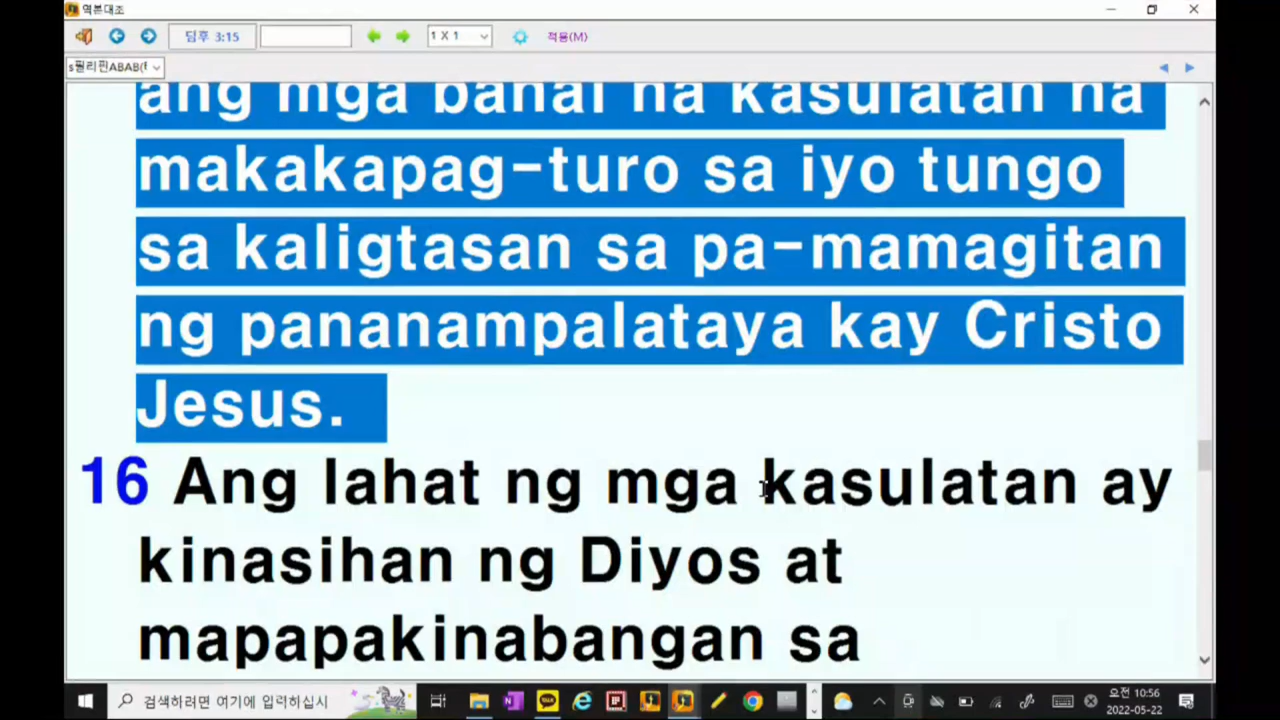 역본대조
딤후 3:15
1 X 1
적용(M)
s필리핀ABAB(
ang mga banal na kasulatan na
makakapag-turo sa iyo tungo
sa kaligtasan sa pa-mamagitan
ng pananampalataya kay Cristo
Jesus.
16 Ang lahat ng mga kasulatan ay
kinasihan ng Diyos at
mapapakinabangan sa
검색하려면 여기에 입력하십시
TALK
오전 10:56
2022-05-22